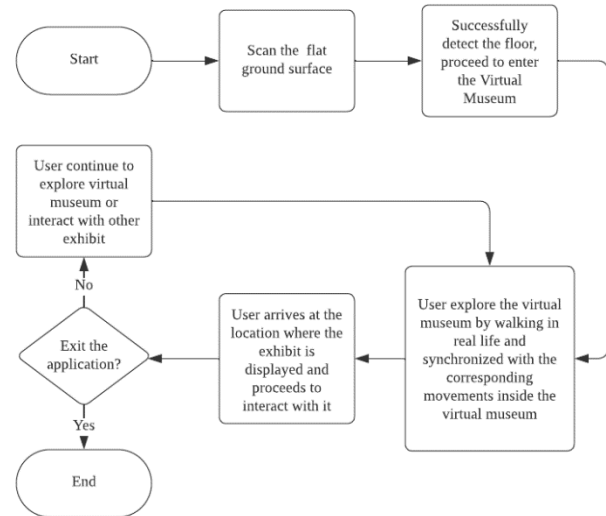 Start
Scan the flat
ground surface
Successfully
detect the floor,
proceed to enter
the Virtual
Museum
User continue to
explore virtual
museum or
interact with other
exhibit
No
Exit the
application?
Yes
End
User arrives at the
location where the
exhibit is
displayed and
proceeds to
interact with it
User explore the virtual
museum by walking in
real life and
synchronized with the
corresponding
movements inside the
virtual museum